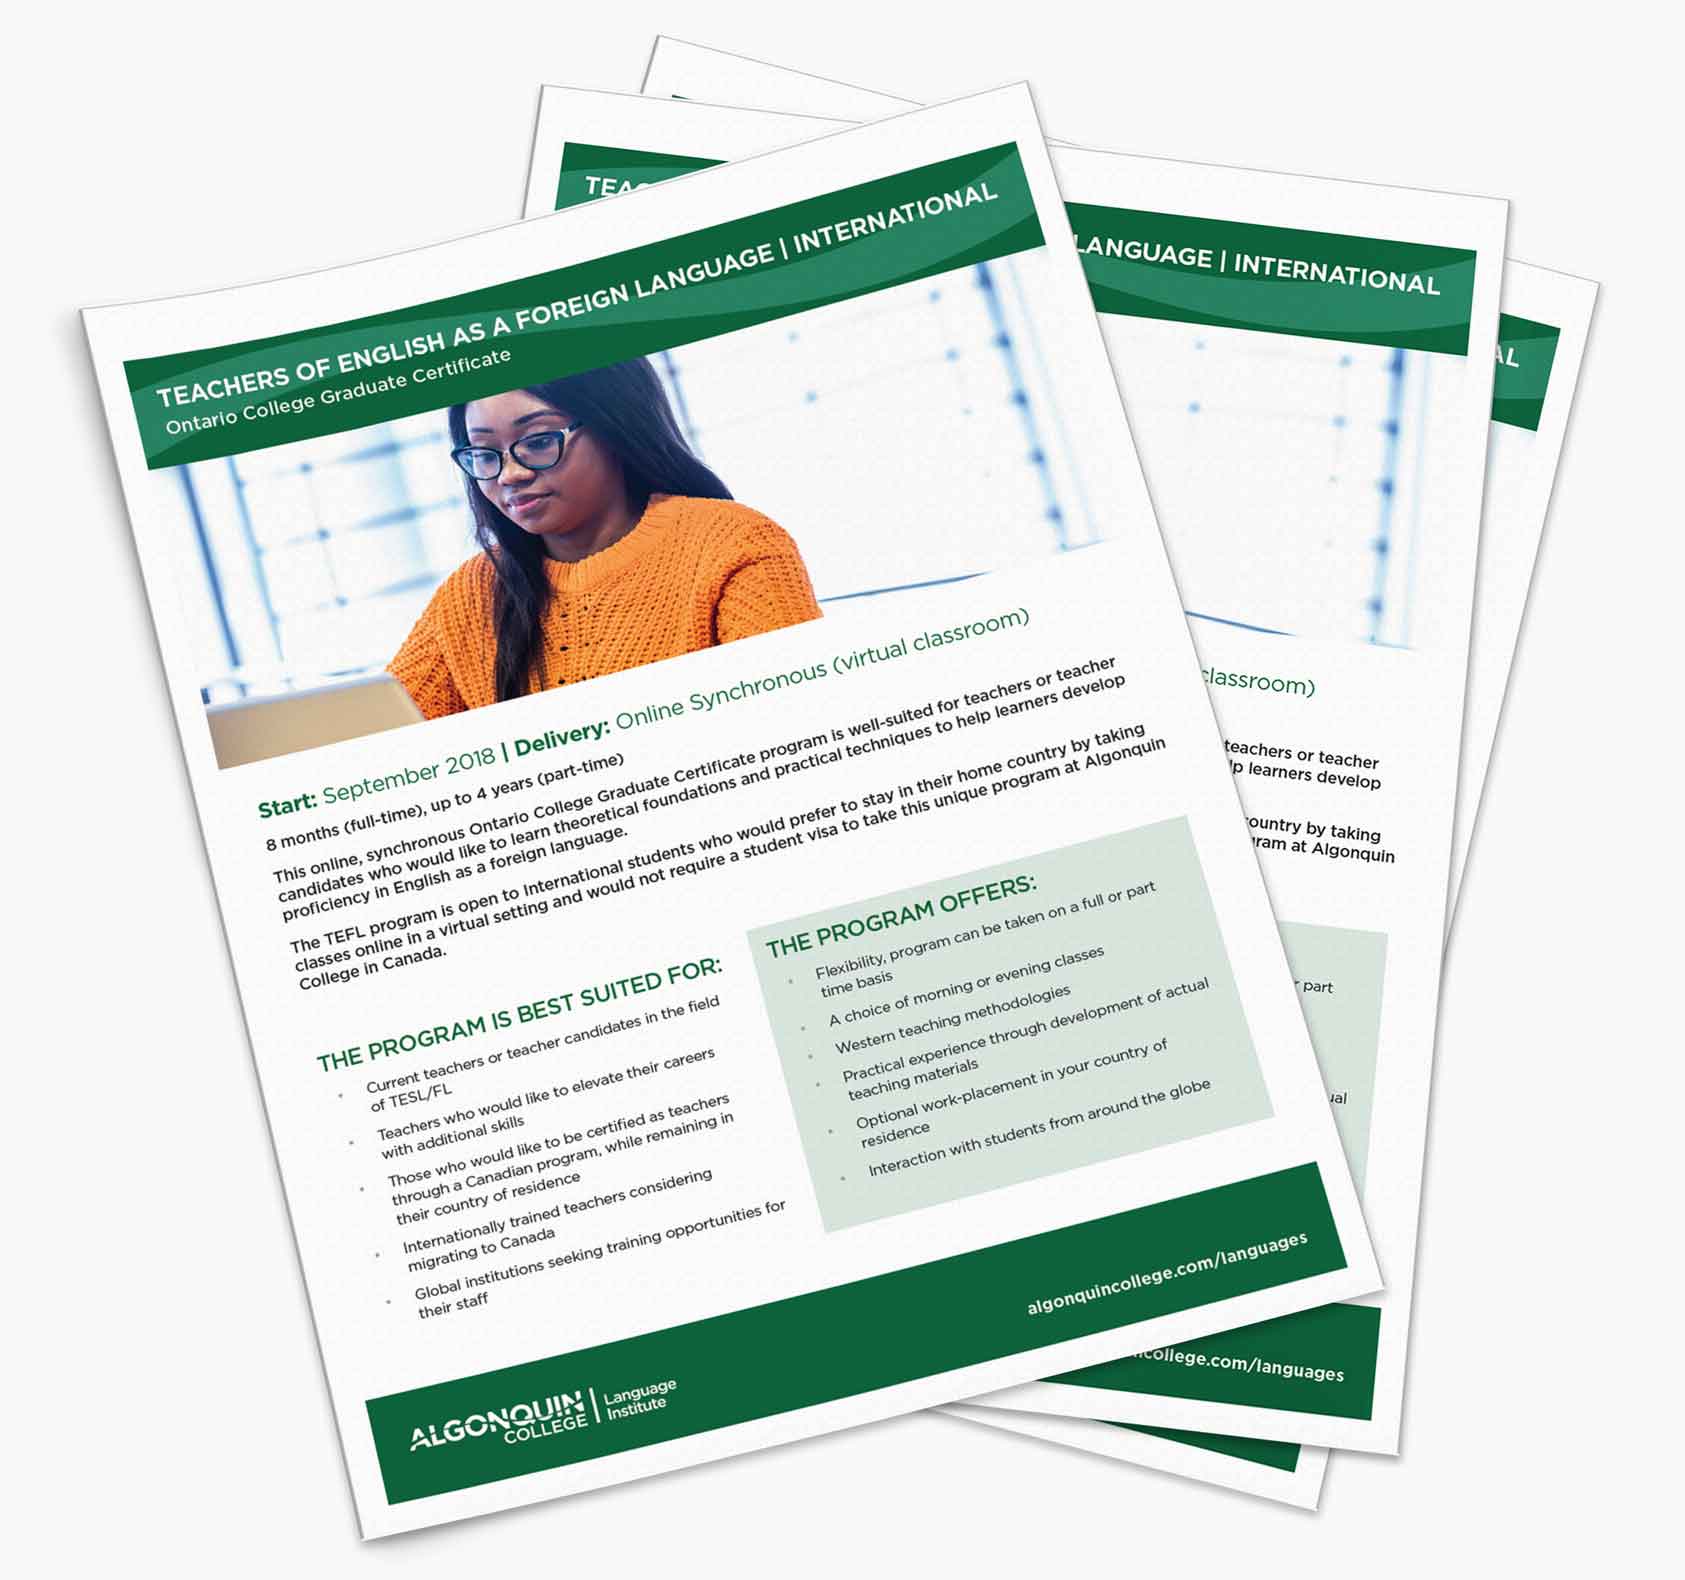 TEACHERS OF ENGLISH AS A FOREIGN LANGUAGE | INTERNATIONAL
Ontario College Graduate Certificate
Start: September 2018 | Delivery: Online Synchronous (virtual classroom)
8 months (full-time), up to 4 years (part-time)
This online, synchronous Ontario College Graduate Certificate program is well-suited for teachers or teacher
candidates who would like to learn theoretical foundations and practical techniques to help learners develop
proficiency in English as a foreign language.
The TEFL program is open to International students who would prefer to stay in their home country by taking
classes online in a virtual setting and would not require a student visa to take this unique program at Algonquin
College in Canada.
THE PROGRAM IS BEST SUITED FOR:
• Current teachers or teacher candidates in the field
of TESL/FL
• Teachers who would like to elevate their careers
with additional skills
• Those who would like to be certified as teachers
through a Canadian program, while remaining in
their country of residence
• Internationally trained teachers considering
migrating to Canada
• Global institutions seeking training opportunities for
their staff
THE PROGRAM OFFERS:
• Flexibility, program can be taken on a full or part
time basis
• A choice of morning or evening classes
• Western teaching methodologies
• Practical experience through development of actual
teaching materials
• Optional work-placement in your country of
residence
• Interaction with students from around the globe
algonquincollege.com/languages
ALGONQUIN
COLLEGE
Language
Institute
LANGUAGE | INTERNATIONAL
classroom)
teachers or teacher
learners develop
country by taking
at Algonquin
part
/languages